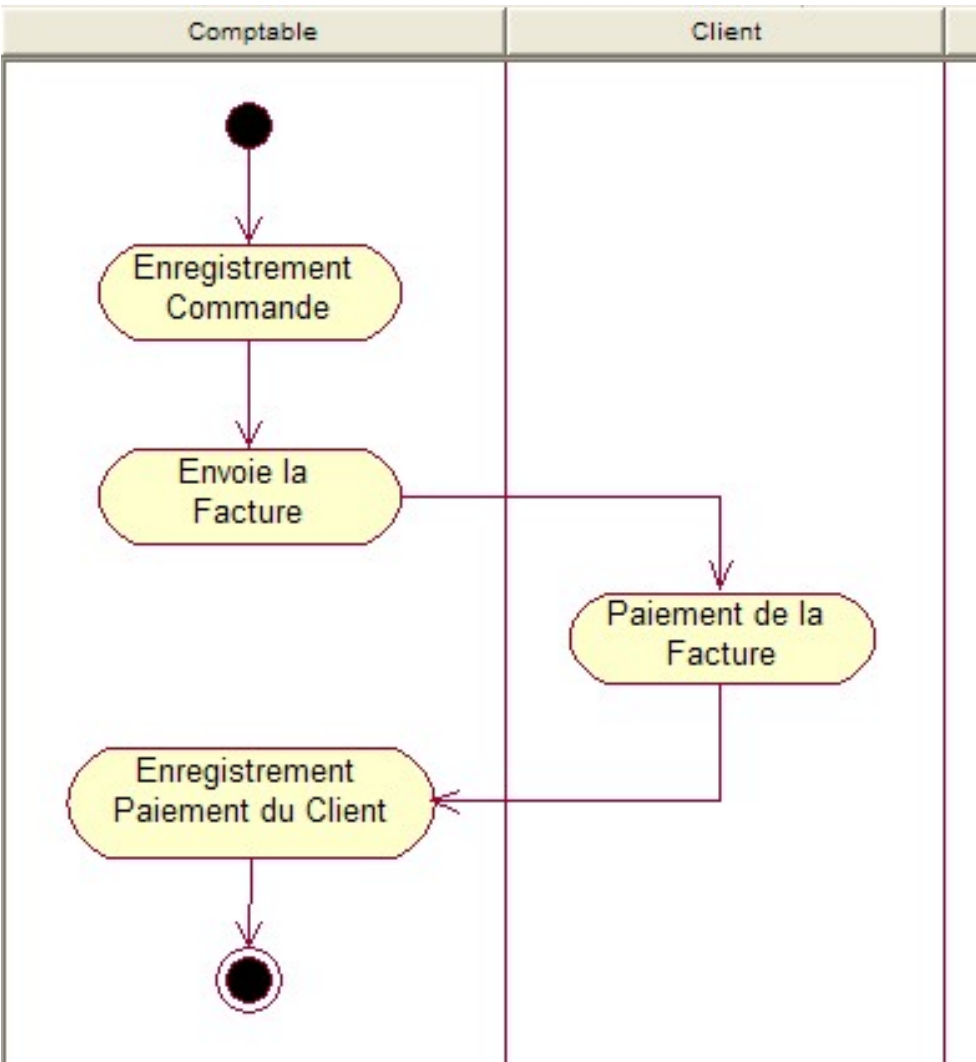 Comptable
Client
Enregistrement
Commande
Envoie la
Facture
Paiement de la
Facture
Enregistrement
Paiement du Client